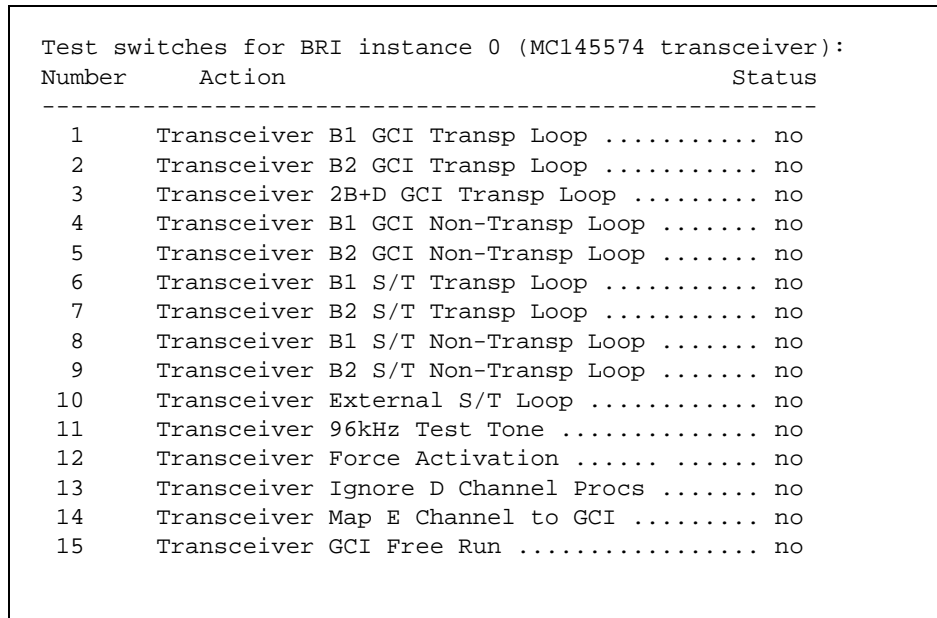 Test switches for BRI instance 0 (MC145574 transceiver):
Number Action Status
------------------------------------------------------
1 Transceiver B1 GCI Transp Loop ........... no
2 Transceiver B2 GCI Transp Loop ........... no
3 Transceiver 2B+D GCI Transp Loop ......... no
4 Transceiver B1 GCI Non-Transp Loop ....... no
5 Transceiver B2 GCI Non-Transp Loop ....... no
6 Transceiver B1 S/T Transp Loop ........... no
7 Transceiver B2 S/T Transp Loop ........... no
8 Transceiver B1 S/T Non-Transp Loop ....... no
9 Transceiver B2 S/T Non-Transp Loop ....... no
10 Transceiver External S/T Loop ............ no
11 Transceiver 96kHz Test Tone .............. no
12 Transceiver Force Activation ...... ...... no
13 Transceiver Ignore D Channel Procs ....... no
14 Transceiver Map E Channel to GCI ......... no
15 Transceiver GCI Free Run ................. no